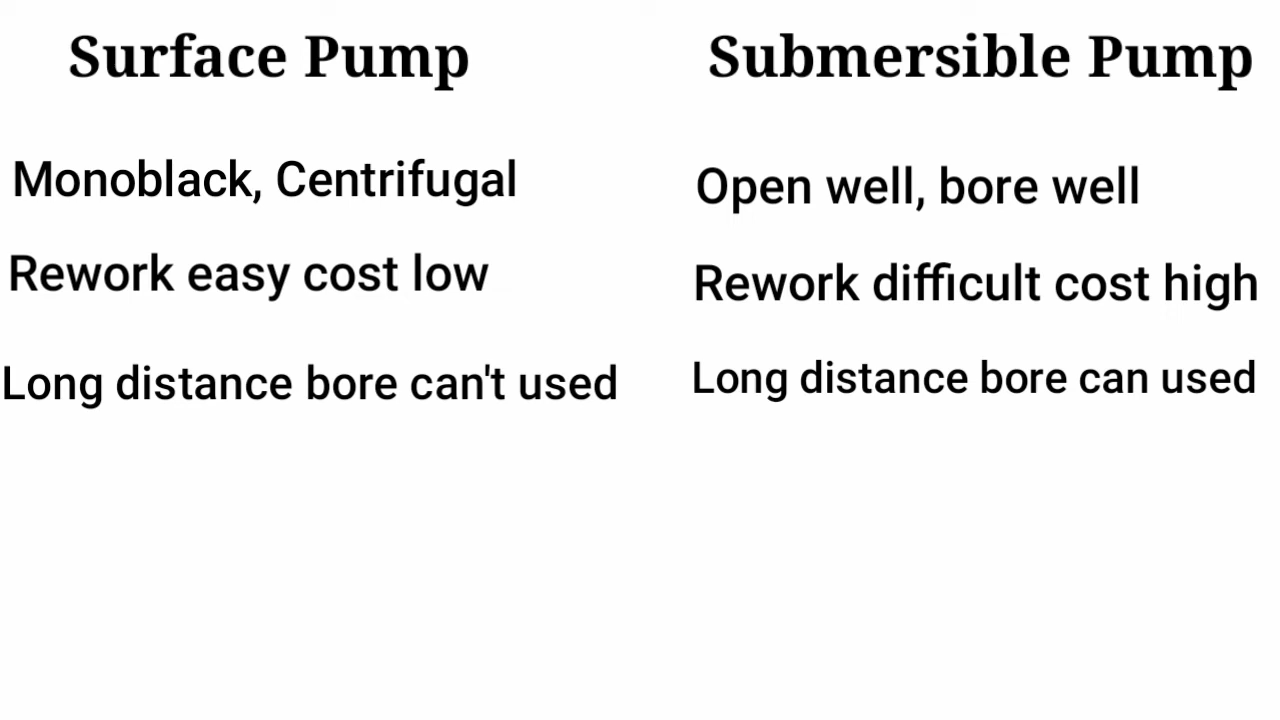 Surface Pump
Monoblack, Centrifugal
Rework easy cost low
Long distance bore can't used
Submersible Pump
Open well, bore well
Rework difficult cost high
Long distance bore can used